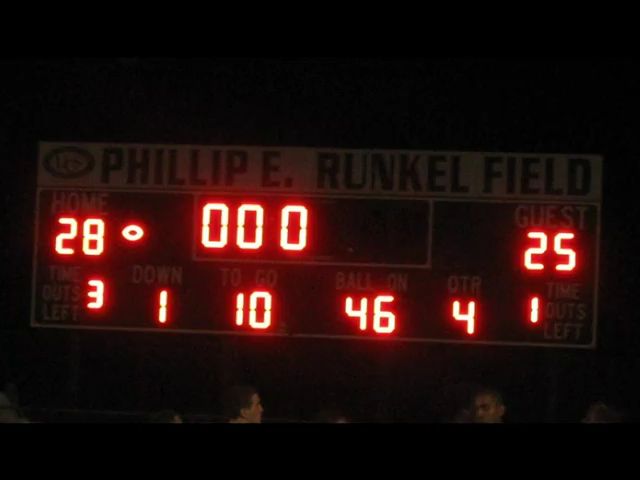 PHILLIP E. RUNKEL FIELD
HOME GUEST
28 000 25
TIME OUTS LEFT 3 DOWN 1 TO GO 10 BALL ON 46 QTR 4 1 TIME OUTS LEFT